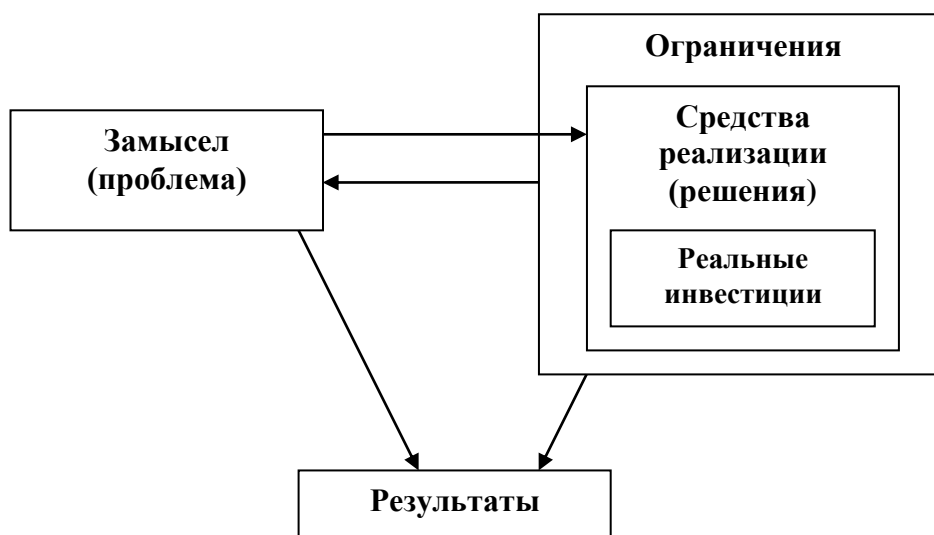 Ограничения
Замысел
(проблема)
Средства
реализации
(решения)
Реальные
инвестиции
Результаты